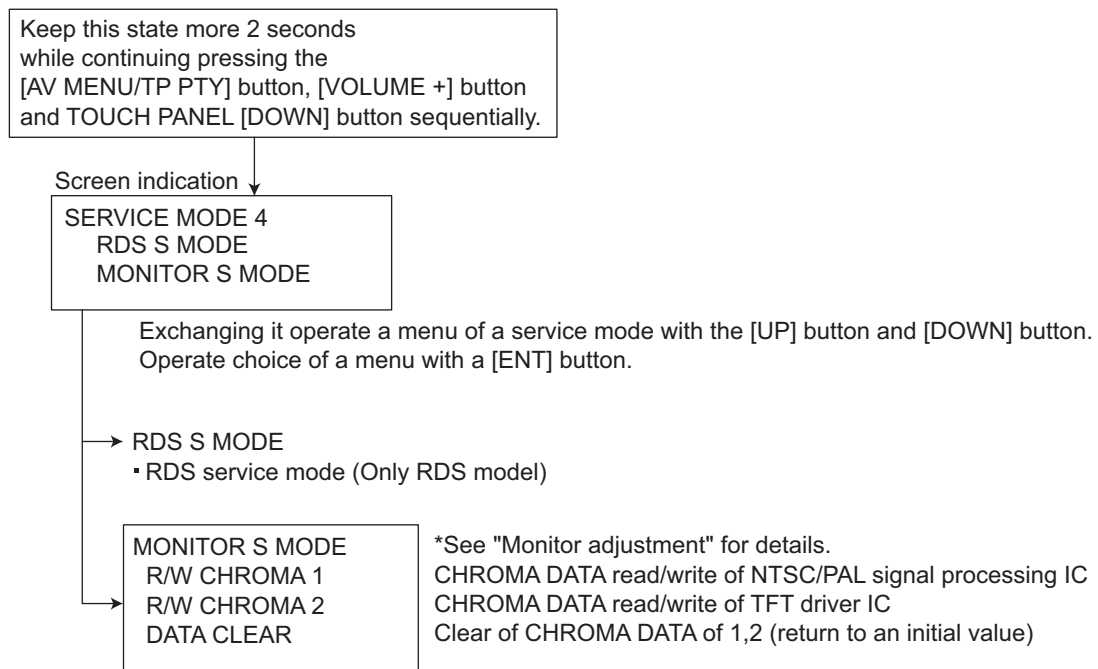 Keep this state more 2 seconds
while continuing pressing the
[AV MENU/TP PTY] button, [VOLUME +] button
and TOUCH PANEL [DOWN] button sequentially.
Screen indication
SERVICE MODE 4
RDS S MODE
MONITOR S MODE
Exchanging it operate a menu of a service mode with the [UP] button and [DOWN] button.
Operate choice of a menu with a [ENT] button.
RDS S MODE
▪ RDS service mode (Only RDS model)
MONITOR S MODE *See "Monitor adjustment" for details.
R/W CHROMA 1 CHROMA DATA read/write of NTSC/PAL signal processing IC
R/W CHROMA 2 CHROMA DATA read/write of TFT driver IC
DATA CLEAR Clear of CHROMA DATA of 1,2 (return to an initial value)